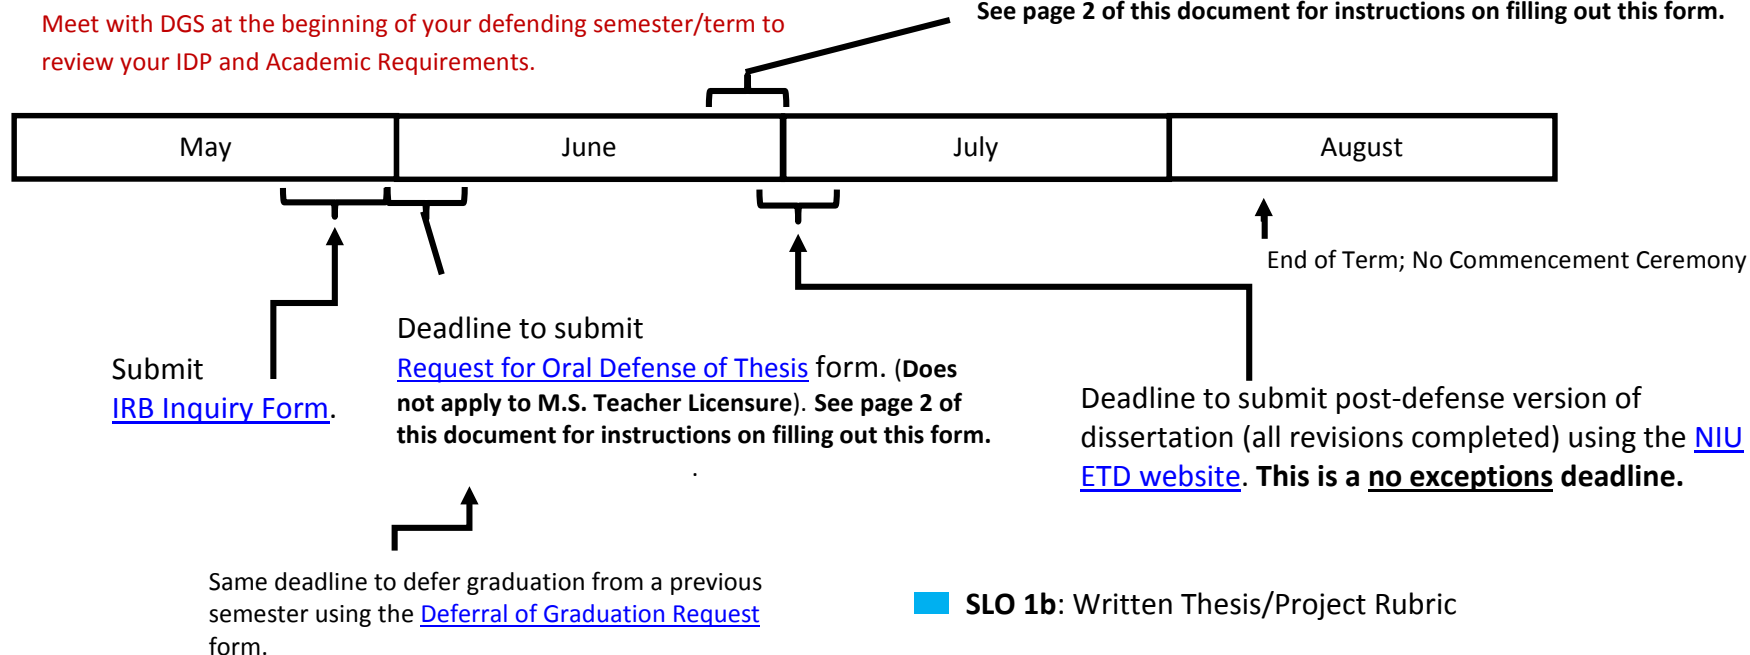 See page 2 of this document for instructions on filling out this form.
Meet with DGS at the beginning of your defending semester/term to
review your IDP and Academic Requirements.
May
June
July
August
End of Term; No Commencement Ceremony
Submit
IRB Inquiry Form.
Deadline to submit
Request for Oral Defense of Thesis form. (Does
not apply to M.S. Teacher Licensure). See page 2 of
this document for instructions on filling out this form.
.
Deadline to submit post-defense version of
dissertation (all revisions completed) using the NIU
ETD website. This is a no exceptions deadline.
Same deadline to defer graduation from a previous
semester using the Deferral of Graduation Request
form.
SLO 1b: Written Thesis/Project Rubric